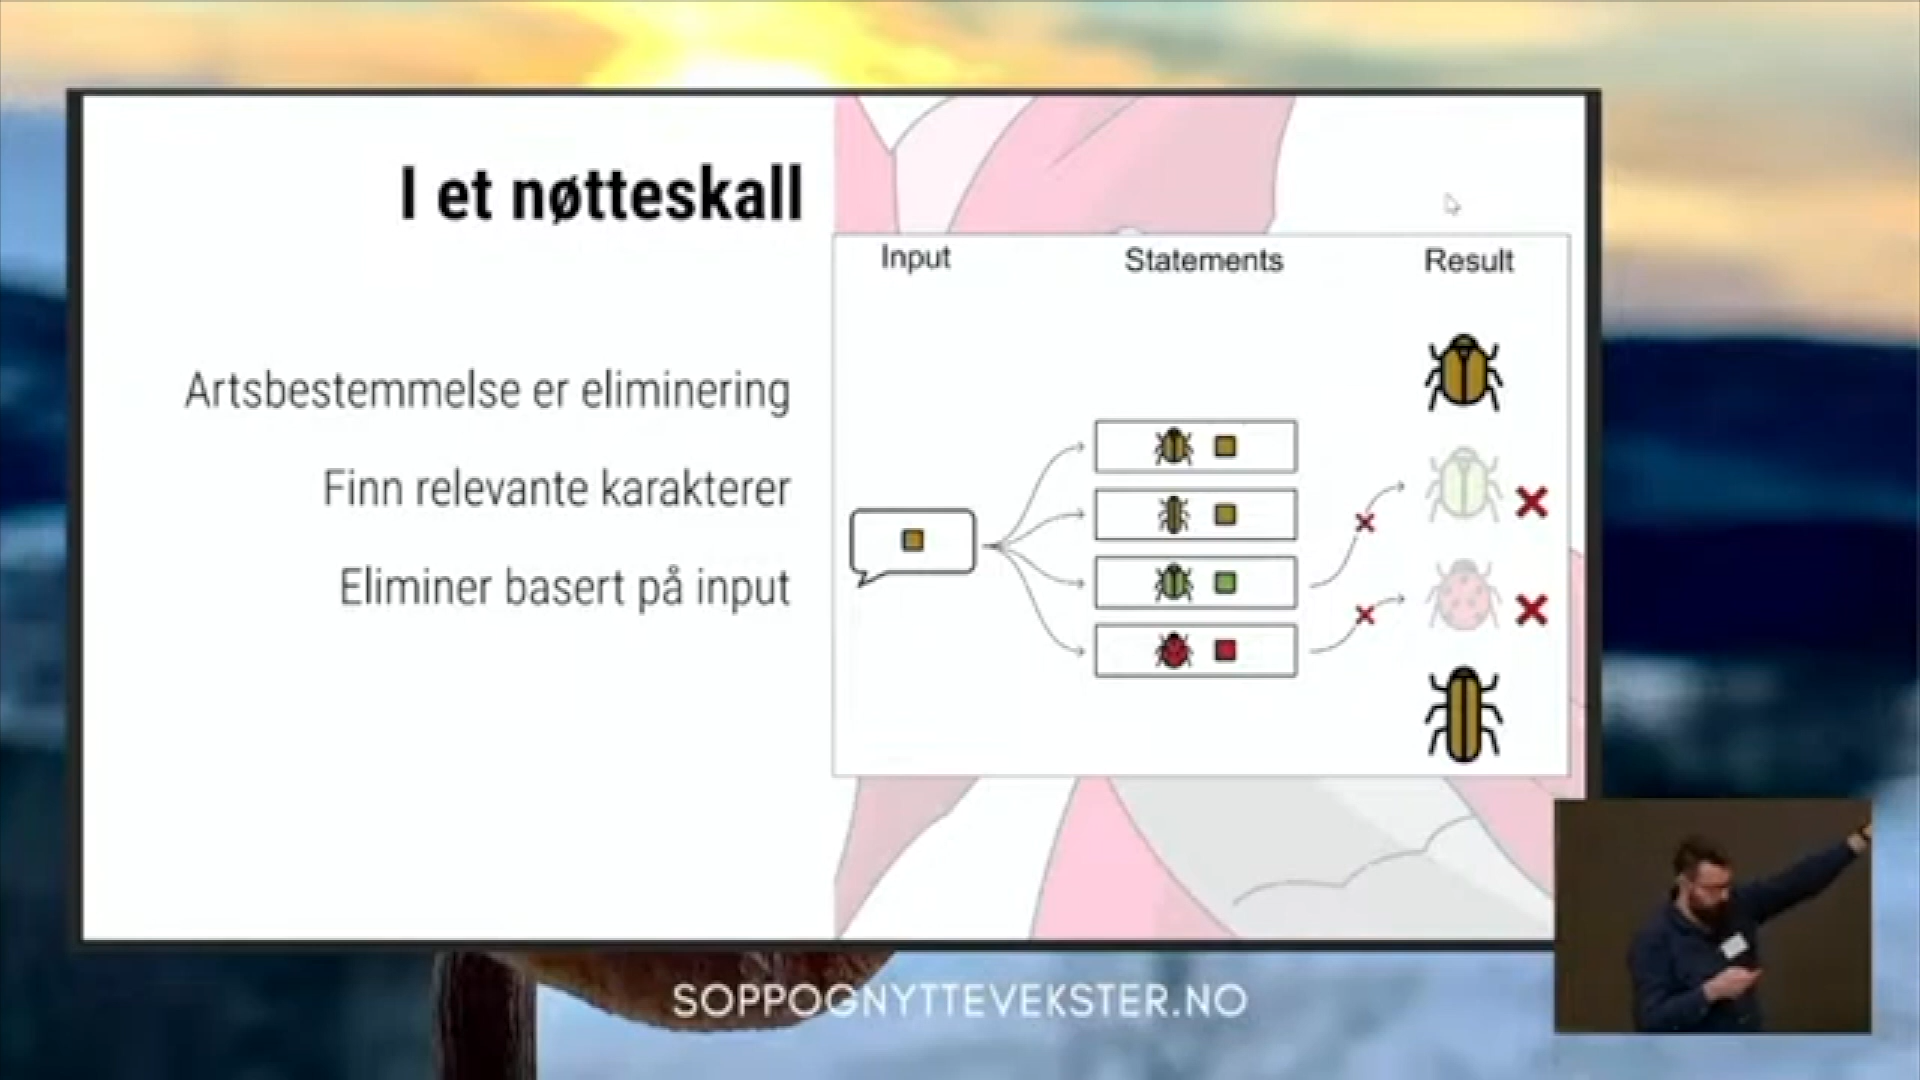 I et nøtteskall
Artsbestemmelse er eliminering
Finn relevante karakterer
Eliminer basert på input
Input
Statements
Result
SOPPOGNYTTEVEKSTER.NO